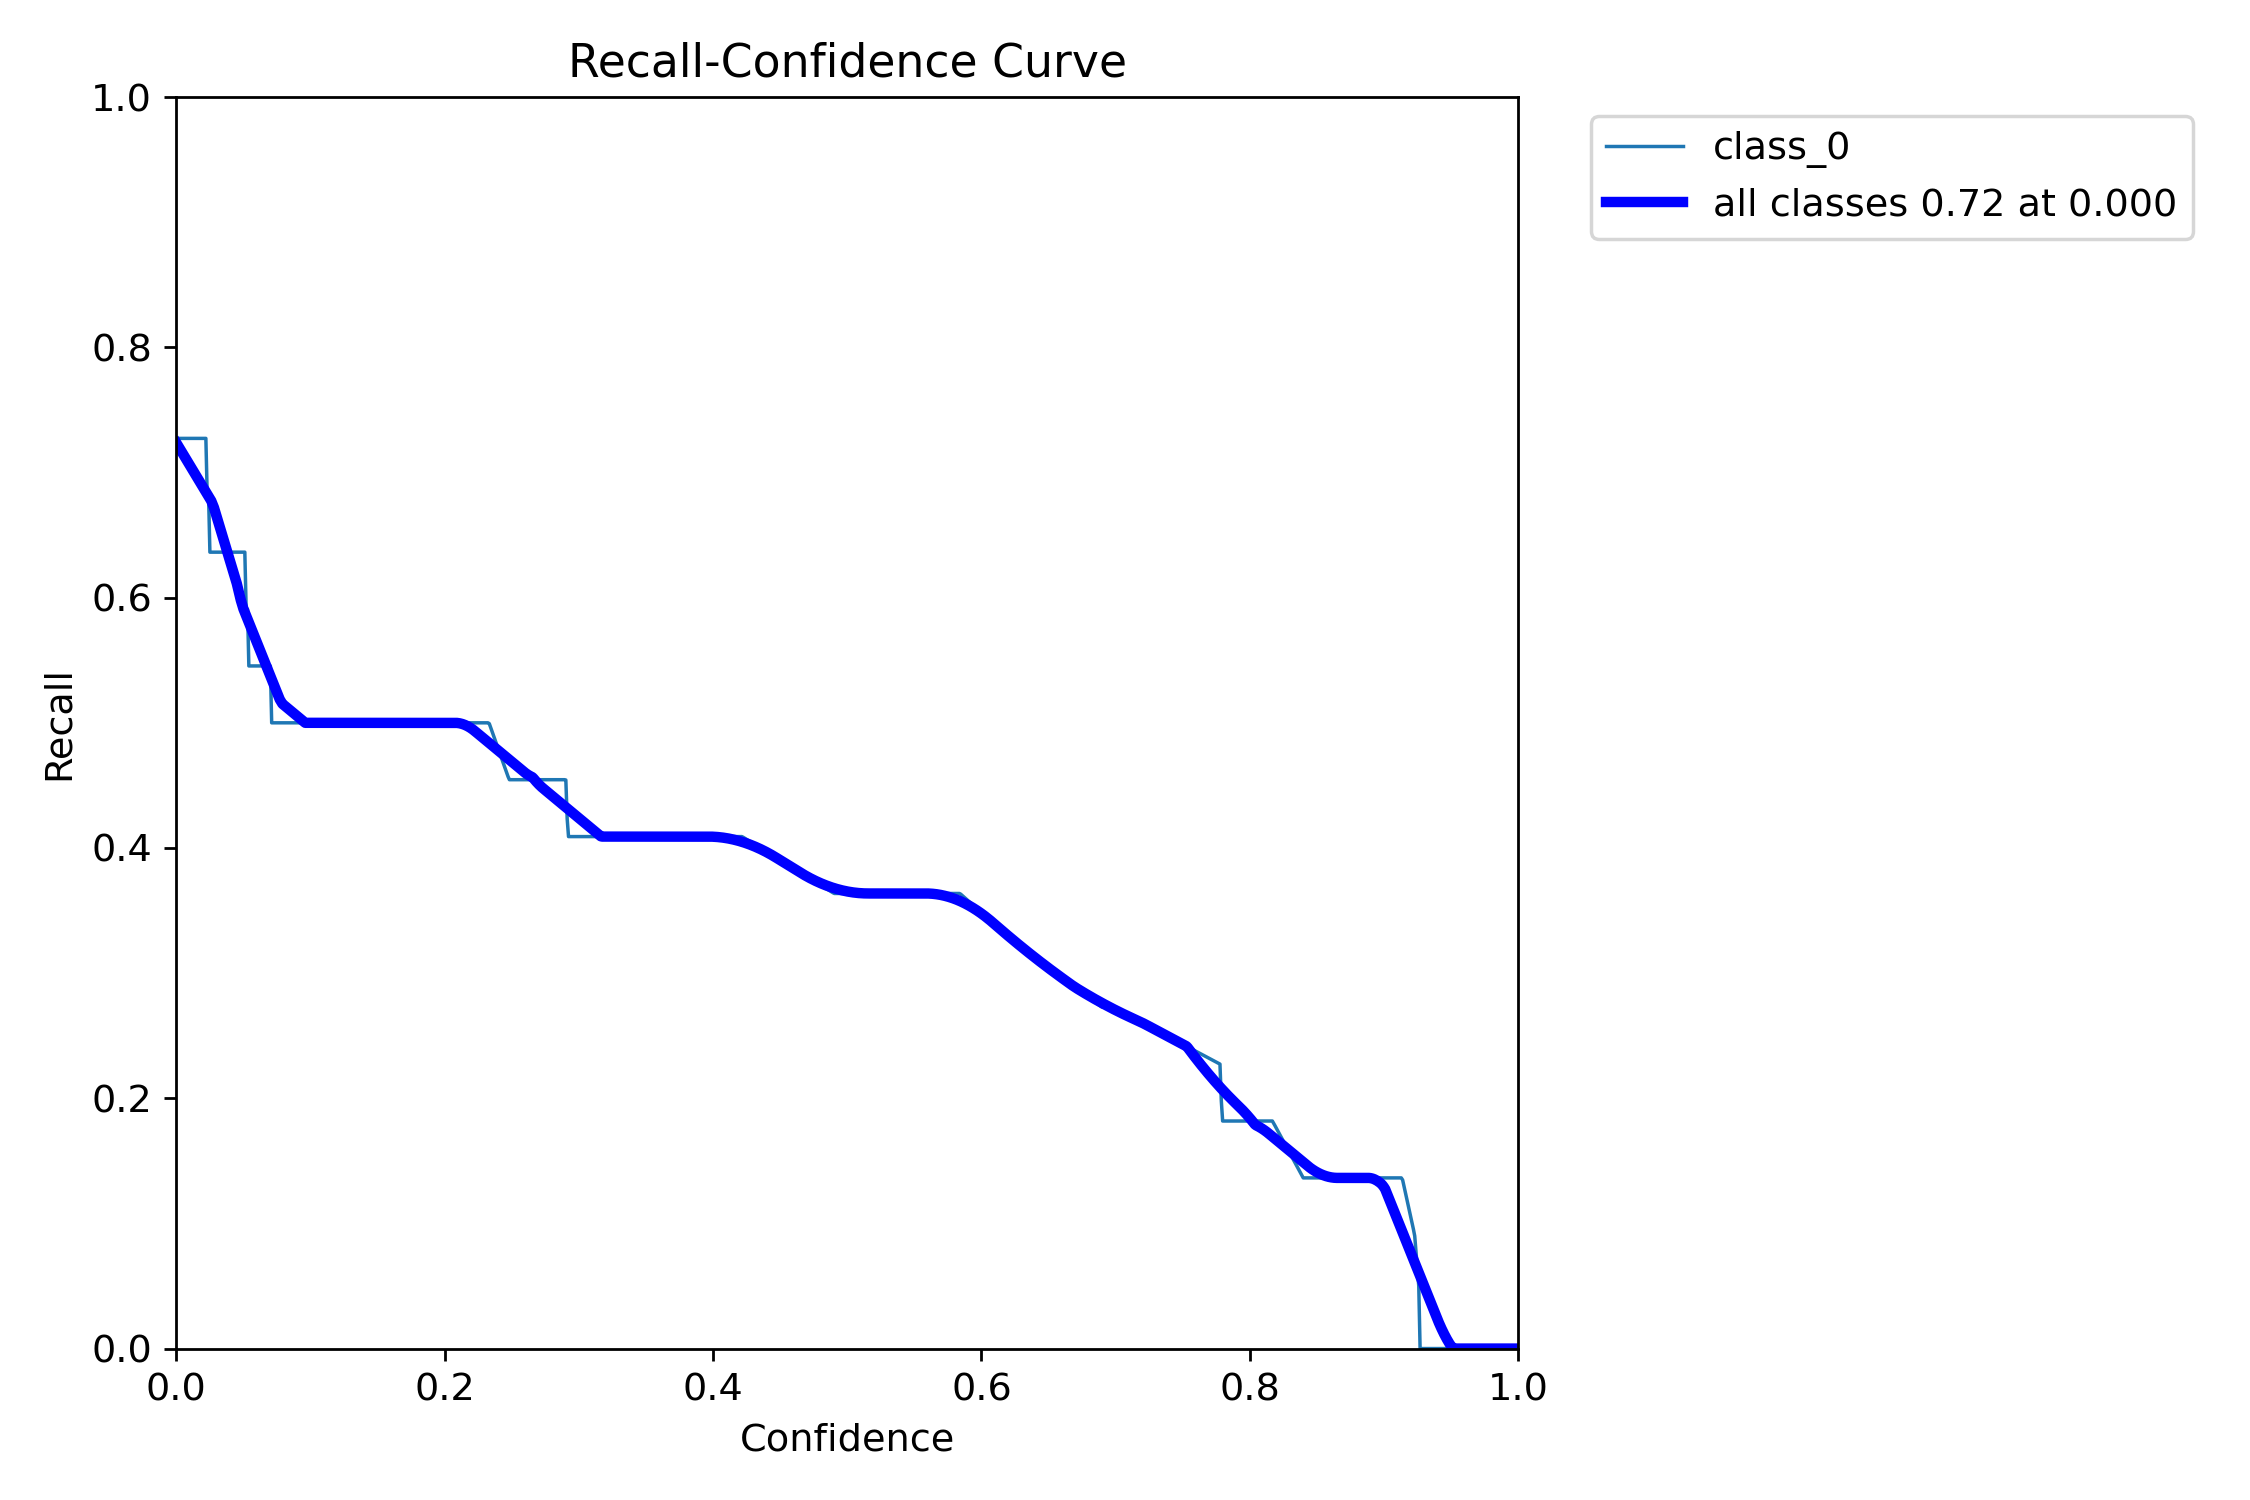 Recall-Confidence Curve
1.0
0.8
0.6
0.4
0.2
0.0
Recall
0.0 0.2 0.4 0.6 0.8 1.0
Confidence
class_0
all classes 0.72 at 0.000